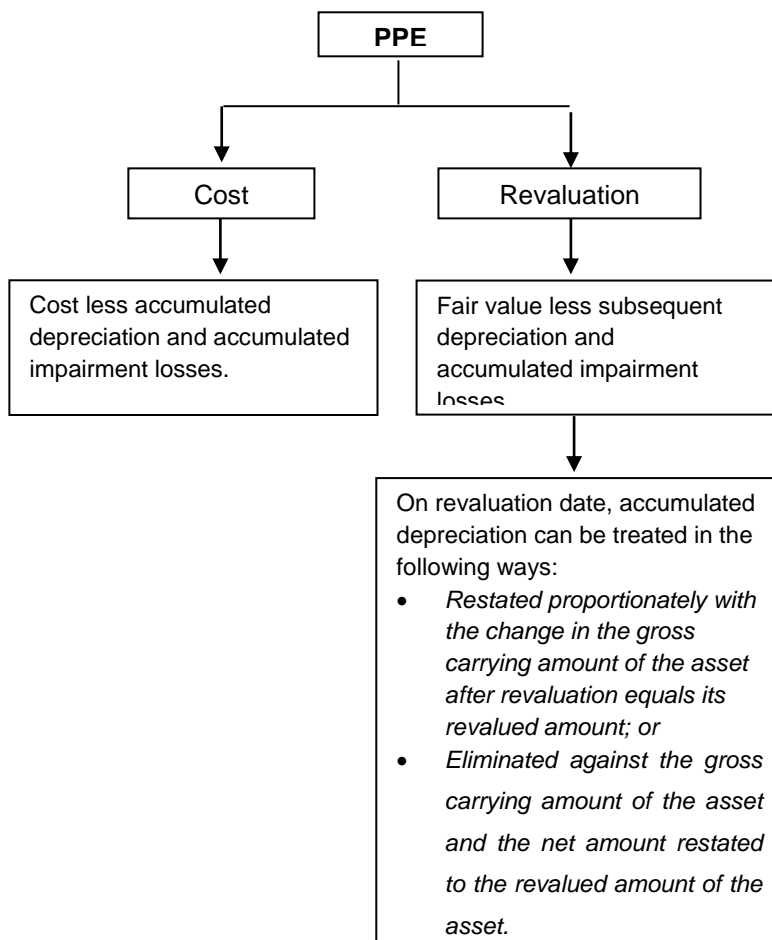 PPE
Cost
Revaluation
Cost less accumulated
depreciation and accumulated
impairment losses.
Fair value less subsequent
depreciation and
accumulated impairment
losses
On revaluation date, accumulated
depreciation can be treated in the
following ways:
• Restated proportionately with
the change in the gross
carrying amount of the asset
after revaluation equals its
revalued amount; or
• Eliminated against the gross
carrying amount of the asset
and the net amount restated
to the revalued amount of the
asset.